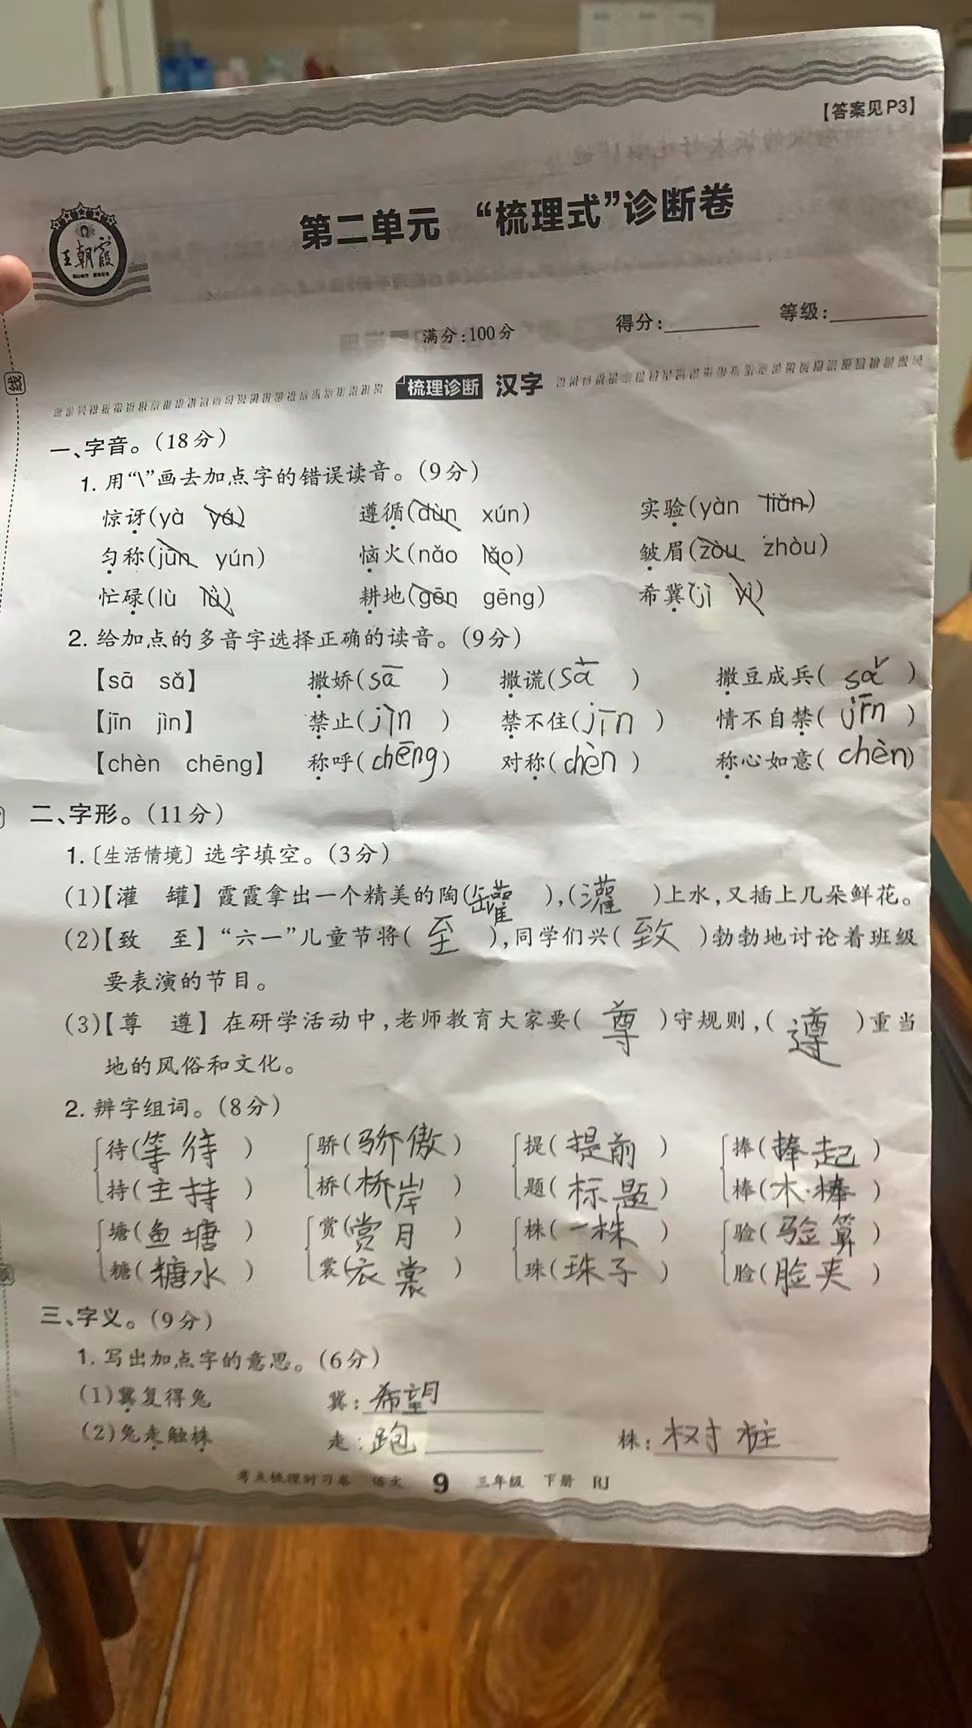 【答案见P3】
王朝霞
第二单元 “梳理式”诊断卷
满分:100分 得分: 等级:
线
梳理诊断 汉字
一、字音。(18分)
1. 用“\”画去加点字的错误读音。(9分)
惊讶(yà yá) 遵循(dùn xún) 实验(yàn liǎn)
匀称(jūn yún) 恼火(nǎo lǎo) 皱眉(zòu zhòu)
忙碌(lù lǜ) 耕地(gēn gēng) 希冀(jì yì)
2. 给加点的多音字选择正确的读音。(9分)
【sā sǎ】 撒娇(sā) 撒谎(sā) 撒豆成兵(sǎ)
【jīn jìn】 禁止(jìn) 禁不住(jīn) 情不自禁(jīn)
【chèn chēng】 称呼(chēng) 对称(chèn) 称心如意(chèn)
二、字形。(11分)
1.〔生活情境〕选字填空。(3分)
(1)【灌 罐】霞霞拿出一个精美的陶(罐),(灌)上水,又插上几朵鲜花。
(2)【致 至】“六一”儿童节将(至),同学们兴(致)勃勃地讨论着班级
要表演的节目。
(3)【尊 遵】在研学活动中,老师教育大家要(尊)守规则,(遵)重当
地的风俗和文化。
2. 辨字组词。(8分)
待(等待) 骄(骄傲) 提(提前) 捧(捧起)
持(主持) 桥(桥岸) 题(标题) 棒(木棒)
塘(鱼塘) 赏(赏月) 株(一株) 验(验算)
糖(糖水) 裳(衣裳) 珠(珠子) 脸(脸夹)
三、字义。(9分)
1. 写出加点字的意思。(6分)
(1)冀复得兔 冀:希望
(2)兔走触株 走:跑 株:树桩
考点梳理时习卷 语文 9 三年级 下册 RJ